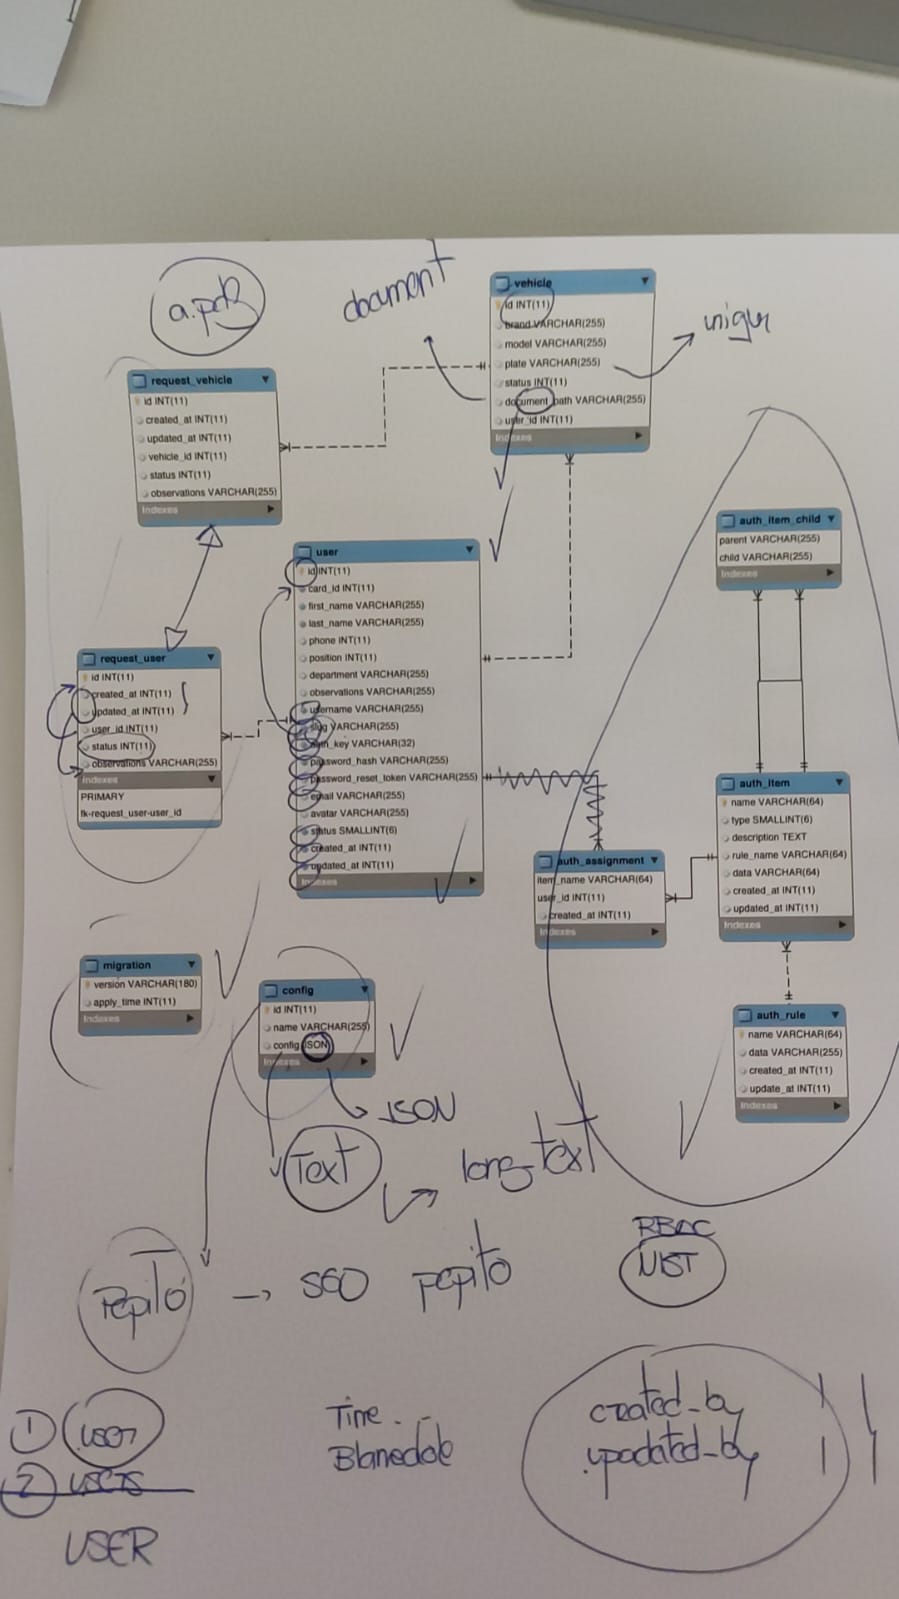 document
vehicle
id INT(11)
brand VARCHAR(255)
model VARCHAR(255)
plate VARCHAR(255)
status INT(11)
document_path VARCHAR(255)
user_id INT(11)
Indexes
request_vehicle
id INT(11)
created_at INT(11)
updated_at INT(11)
vehicle_id INT(11)
status INT(11)
observations VARCHAR(255)
Indexes
user
id INT(11)
card_id INT(11)
first_name VARCHAR(255)
last_name VARCHAR(255)
phone INT(11)
position INT(11)
department VARCHAR(255)
observations VARCHAR(255)
username VARCHAR(255)
slug VARCHAR(255)
auth_key VARCHAR(32)
password_hash VARCHAR(255)
password_reset_token VARCHAR(255)
email VARCHAR(255)
avatar VARCHAR(255)
status SMALLINT(6)
created_at INT(11)
updated_at INT(11)
Indexes
request_user
id INT(11)
created_at INT(11)
updated_at INT(11)
user_id INT(11)
status INT(11)
observations VARCHAR(255)
Indexes
PRIMARY
fk-request_user-user_id
auth_item_child
parent VARCHAR(255)
child VARCHAR(255)
Indexes
auth_item
name VARCHAR(64)
type SMALLINT(6)
description TEXT
rule_name VARCHAR(64)
data VARCHAR(64)
created_at INT(11)
updated_at INT(11)
Indexes
auth_assignment
item_name VARCHAR(64)
user_id INT(11)
created_at INT(11)
Indexes
auth_rule
name VARCHAR(64)
data VARCHAR(255)
created_at INT(11)
update_at INT(11)
Indexes
migration
version VARCHAR(180)
apply_time INT(11)
Indexes
config
id INT(11)
name VARCHAR(255)
config JSON
Indexes
JSON
Text
long-text
RBAC
NIST
Pepito → SSO pepito
① user
②
USER
created_by
updated_by